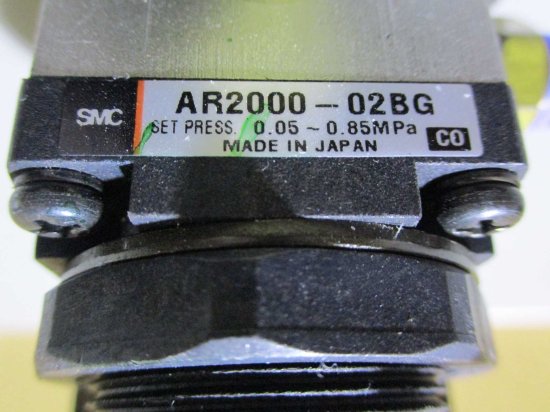 SMC
AR2000-02BG
SET PRESS. 0.05~0.85MPa
MADE IN JAPAN
CO